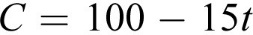 C = 100 − 15t